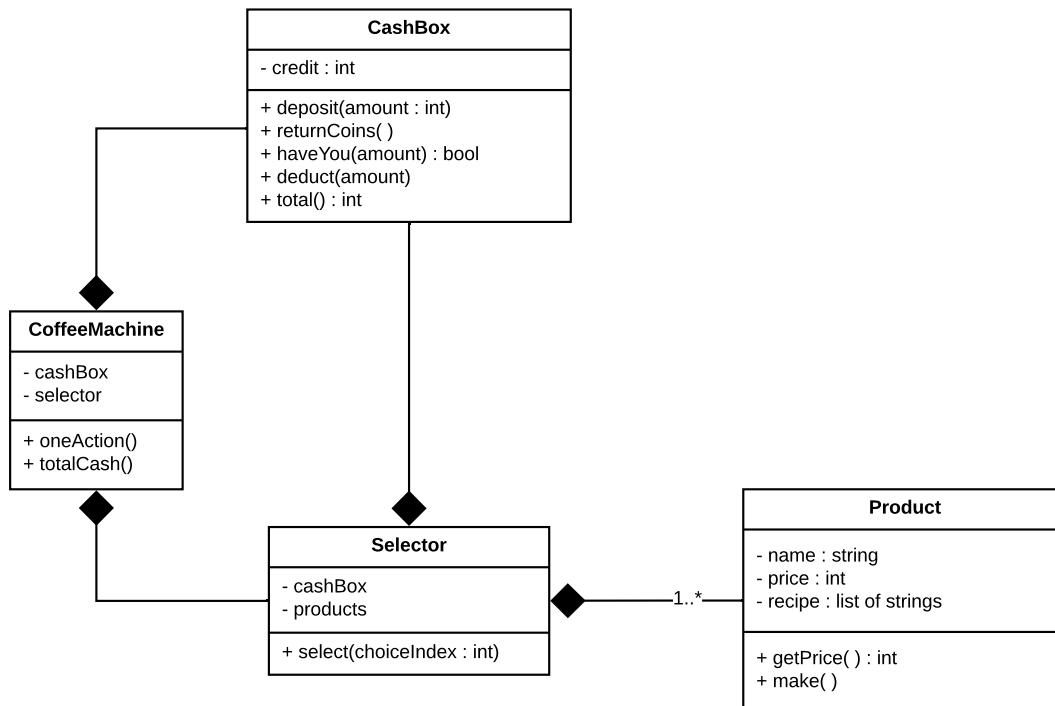 CashBox
- credit : int
+ deposit(amount : int)
+ returnCoins( )
+ haveYou(amount) : bool
+ deduct(amount)
+ total() : int
CoffeeMachine
- cashBox
- selector
+ oneAction()
+ totalCash()
Selector
- cashBox
- products
+ select(choiceIndex : int)
1..*
Product
- name : string
- price : int
- recipe : list of strings
+ getPrice( ) : int
+ make( )